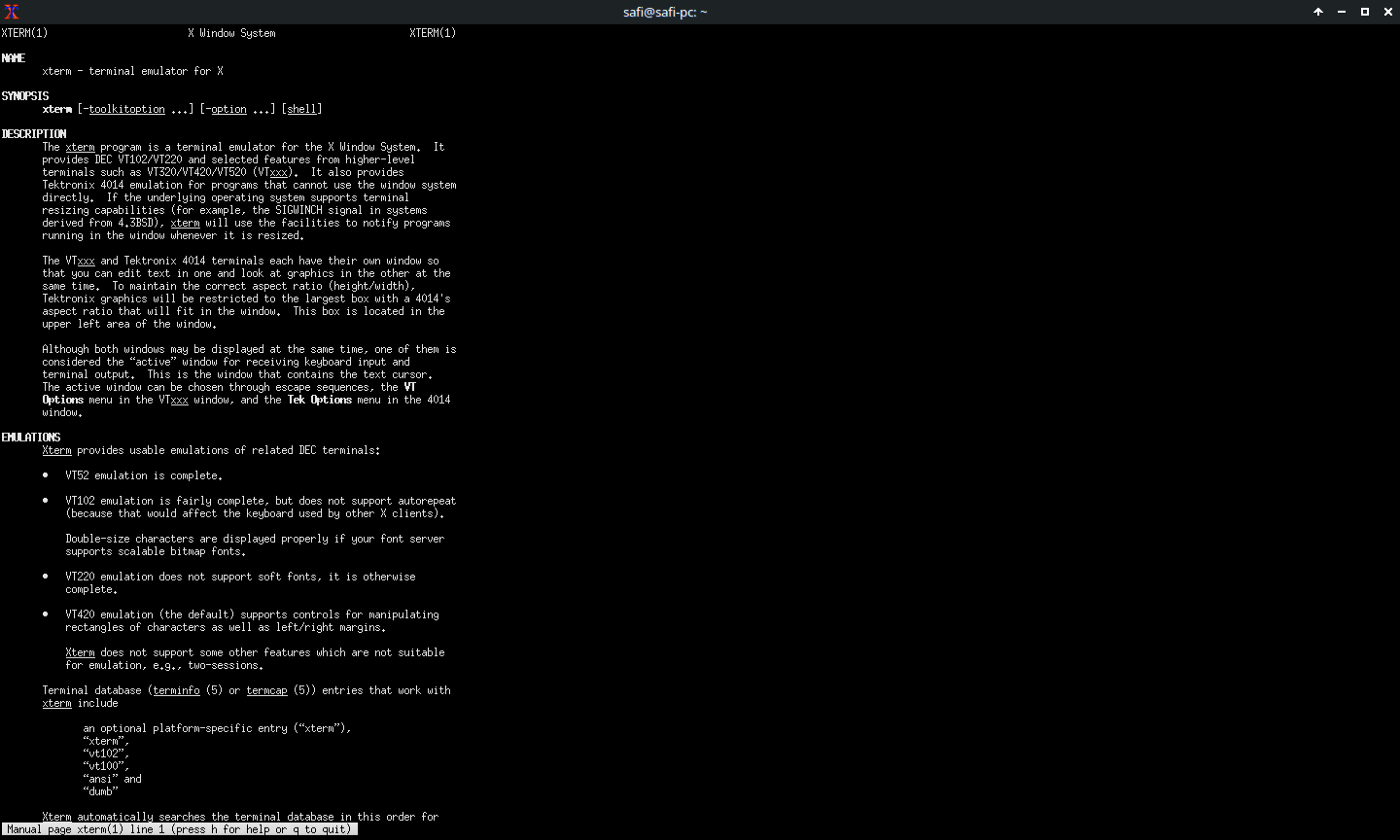 safi@safi-pc: ~
XTERM(1)                        X Window System                       XTERM(1)
NAME
xterm - terminal emulator for X
SYNOPSIS
xterm [-toolkitoption ...] [-option ...] [shell]
DESCRIPTION
The xterm program is a terminal emulator for the X Window System.  It
provides DEC VT102/VT220 and selected features from higher-level
terminals such as VT320/VT420/VT520 (VTxxx).  It also provides
Tektronix 4014 emulation for programs that cannot use the window system
directly.  If the underlying operating system supports terminal
resizing capabilities (for example, the SIGWINCH signal in systems
derived from 4.3BSD), xterm will use the facilities to notify programs
running in the window whenever it is resized.
The VTxxx and Tektronix 4014 terminals each have their own window so
that you can edit text in one and look at graphics in the other at the
same time.  To maintain the correct aspect ratio (height/width),
Tektronix graphics will be restricted to the largest box with a 4014's
aspect ratio that will fit in the window.  This box is located in the
upper left area of the window.
Although both windows may be displayed at the same time, one of them is
considered the “active” window for receiving keyboard input and
terminal output.  This is the window that contains the text cursor.
The active window can be chosen through escape sequences, the VT
Options menu in the VTxxx window, and the Tek Options menu in the 4014
window.
EMULATIONS
Xterm provides usable emulations of related DEC terminals:
•   VT52 emulation is complete.
•   VT102 emulation is fairly complete, but does not support autorepeat
(because that would affect the keyboard used by other X clients).
Double-size characters are displayed properly if your font server
supports scalable bitmap fonts.
•   VT220 emulation does not support soft fonts, it is otherwise
complete.
•   VT420 emulation (the default) supports controls for manipulating
rectangles of characters as well as left/right margins.
Xterm does not support some other features which are not suitable
for emulation, e.g., two-sessions.
Terminal database (terminfo (5) or termcap (5)) entries that work with
xterm include
an optional platform-specific entry (“xterm”),
“xterm”,
“vt102”,
“vt100”,
“ansi” and
“dumb”
Xterm automatically searches the terminal database in this order for
Manual page xterm(1) line 1 (press h for help or q to quit)